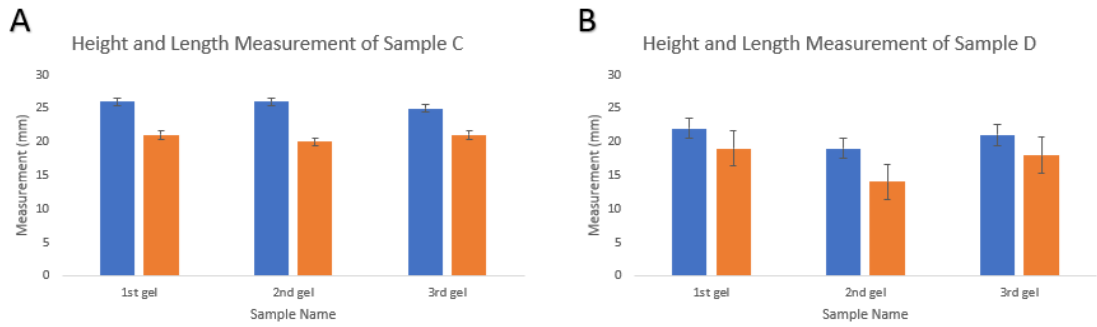 A
Height and Length Measurement of Sample C
30
25
20
15
10
5
0
Measurement (mm)
1st gel 2nd gel 3rd gel
Sample Name
B
Height and Length Measurement of Sample D
30
25
20
15
10
5
0
Measurement (mm)
1st gel 2nd gel 3rd gel
Sample Name